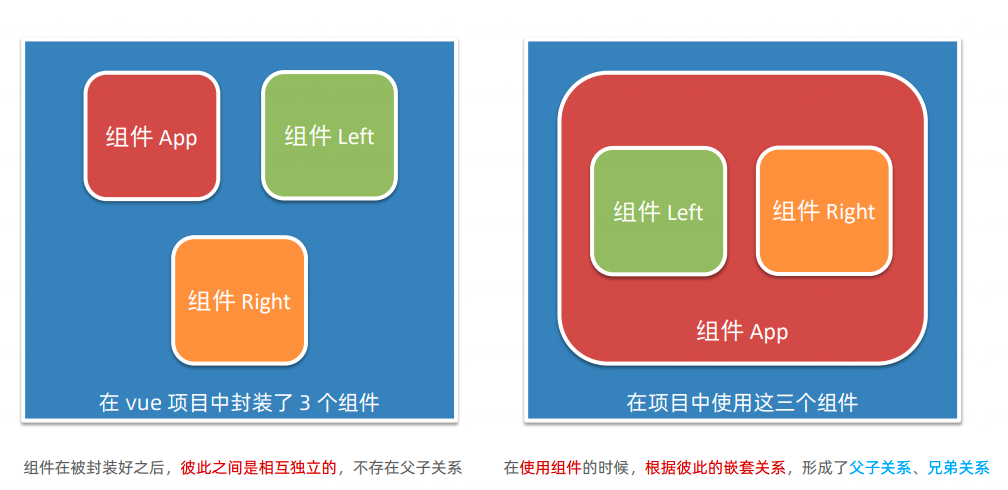 组件 App
组件 Left
组件 Right
在 vue 项目中封装了 3 个组件
组件在被封装好之后，彼此之间是相互独立的，不存在父子关系
组件 Left
组件 Right
组件 App
在项目中使用这三个组件
在使用组件的时候，根据彼此的嵌套关系，形成了父子关系、兄弟关系